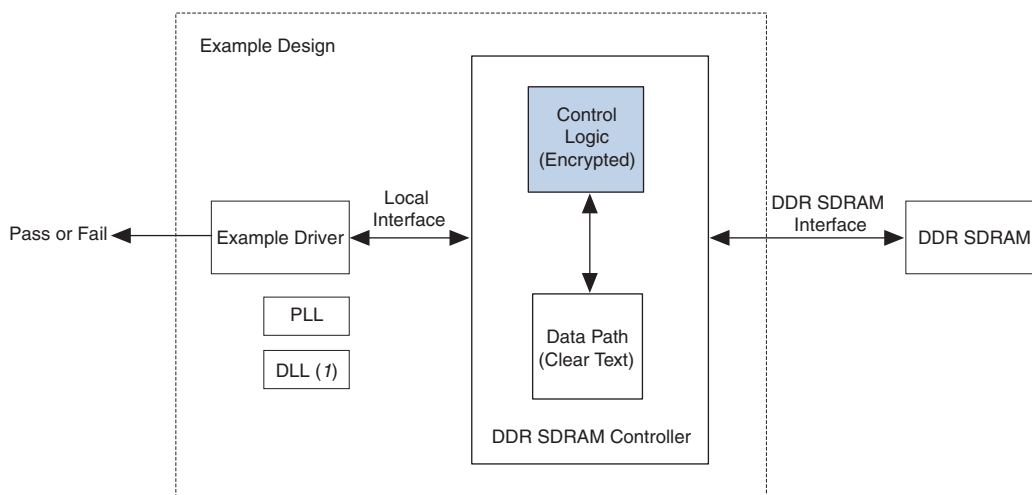 Example Design
Control
Logic
(Encrypted)
Local
Interface
DDR SDRAM
Interface
Pass or Fail
Example Driver
DDR SDRAM
PLL
DLL (1)
Data Path
(Clear Text)
DDR SDRAM Controller